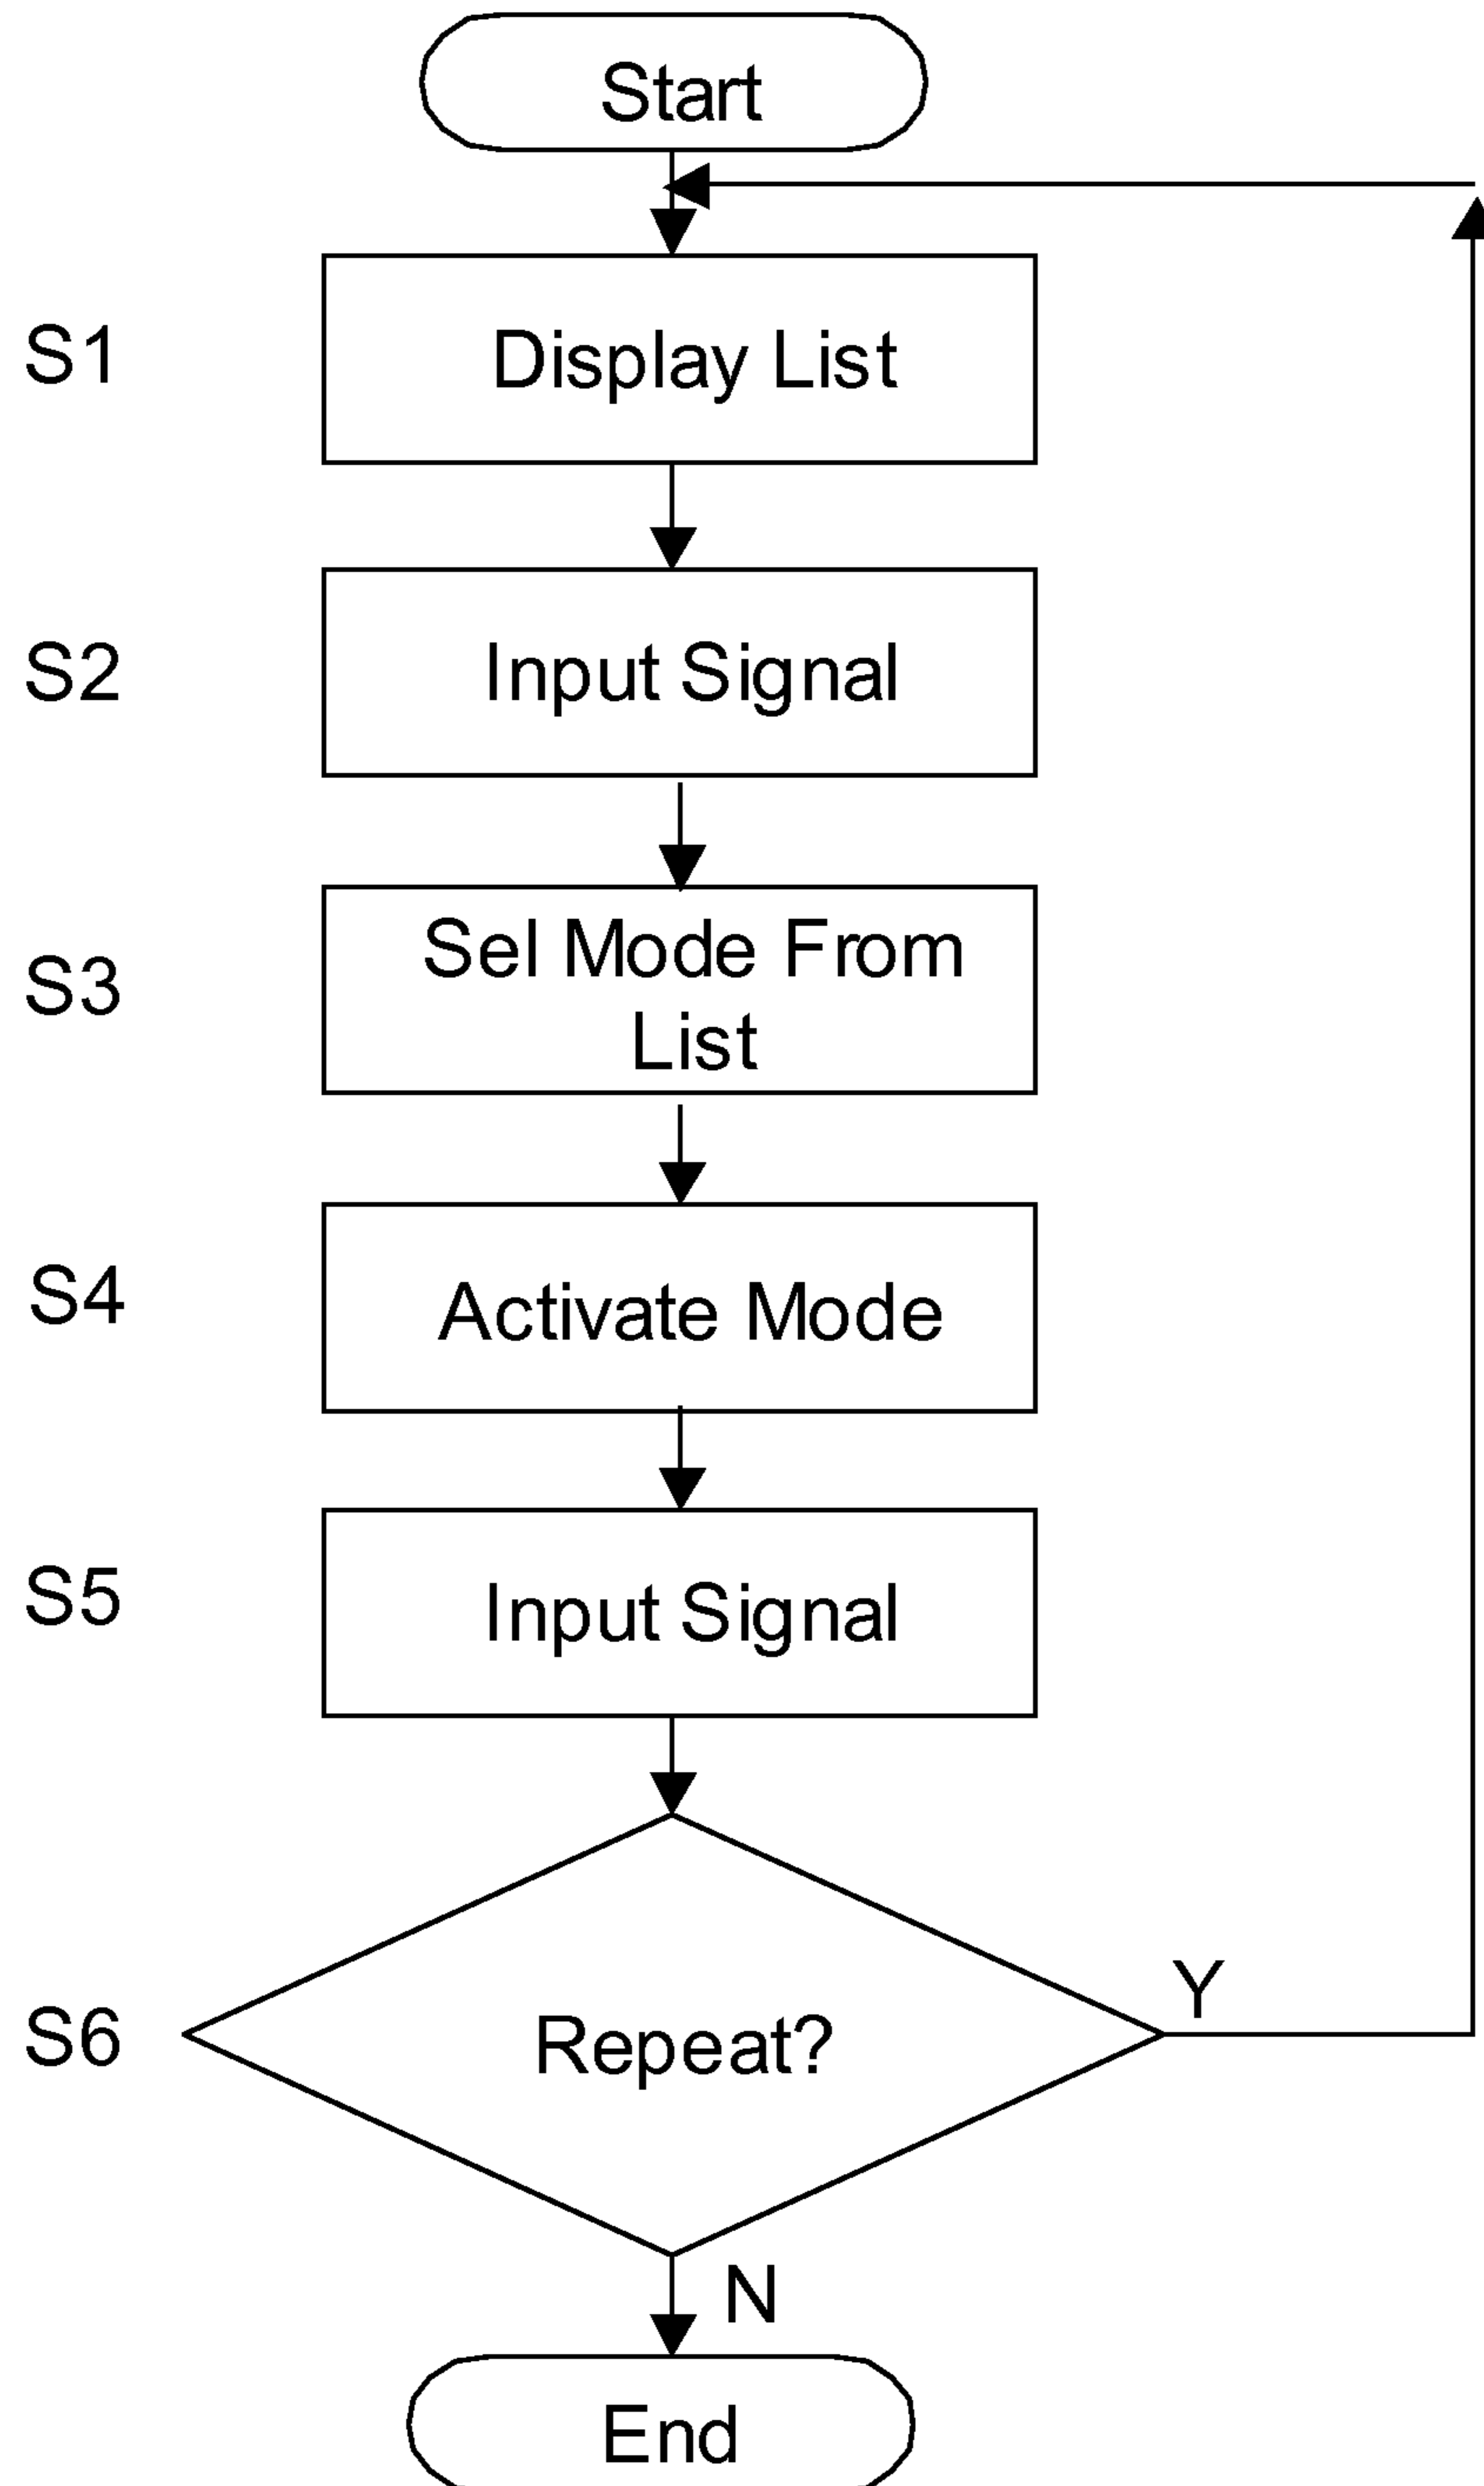 Start
S1
Display List
S2
Input Signal
S3
Sel Mode From
List
S4
Activate Mode
S5
Input Signal
S6
Repeat?
Y
N
End